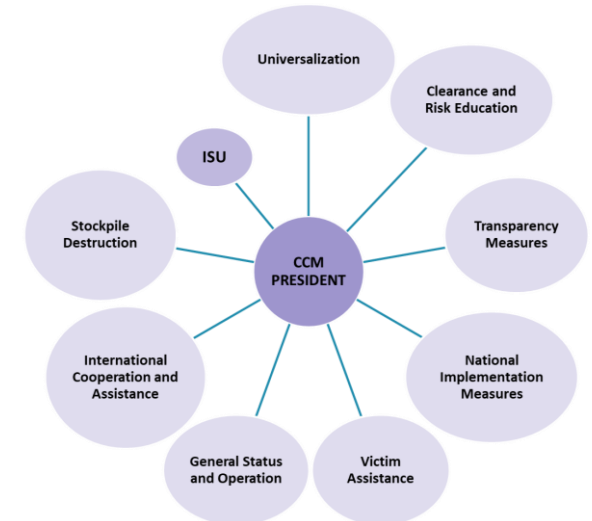 Universalization
Clearance and
Risk Education
ISU
Stockpile
Destruction
Transparency
Measures
CCM
PRESIDENT
International
Cooperation and
Assistance
National
Implementation
Measures
General Status
and Operation
Victim
Assistance